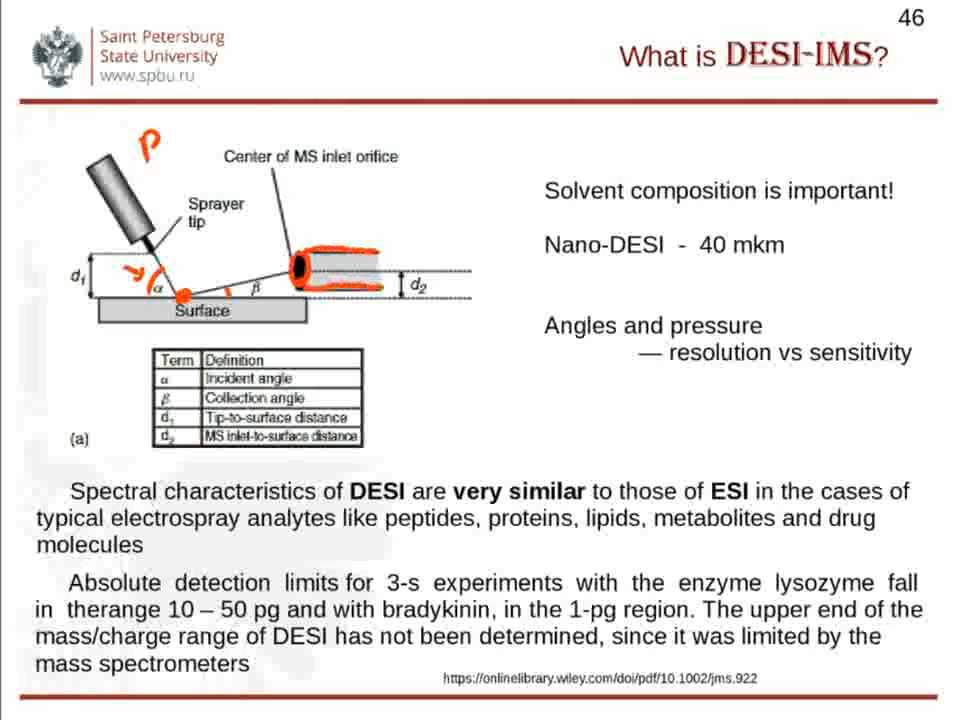 46
Saint Petersburg
State University
www.spbu.ru
What is DESI-IMS?
P
Center of MS inlet orifice
Sprayer
tip
d1
α
β
d2
Surface
Term Definition
α Incident angle
β Collection angle
d1 Tip-to-surface distance
d2 MS inlet-to-surface distance
(a)
Solvent composition is important!
Nano-DESI - 40 mkm
Angles and pressure
— resolution vs sensitivity
Spectral characteristics of DESI are very similar to those of ESI in the cases of
typical electrospray analytes like peptides, proteins, lipids, metabolites and drug
molecules
Absolute detection limits for 3-s experiments with the enzyme lysozyme fall
in therange 10 – 50 pg and with bradykinin, in the 1-pg region. The upper end of the
mass/charge range of DESI has not been determined, since it was limited by the
mass spectrometers
https://onlinelibrary.wiley.com/doi/pdf/10.1002/jms.922